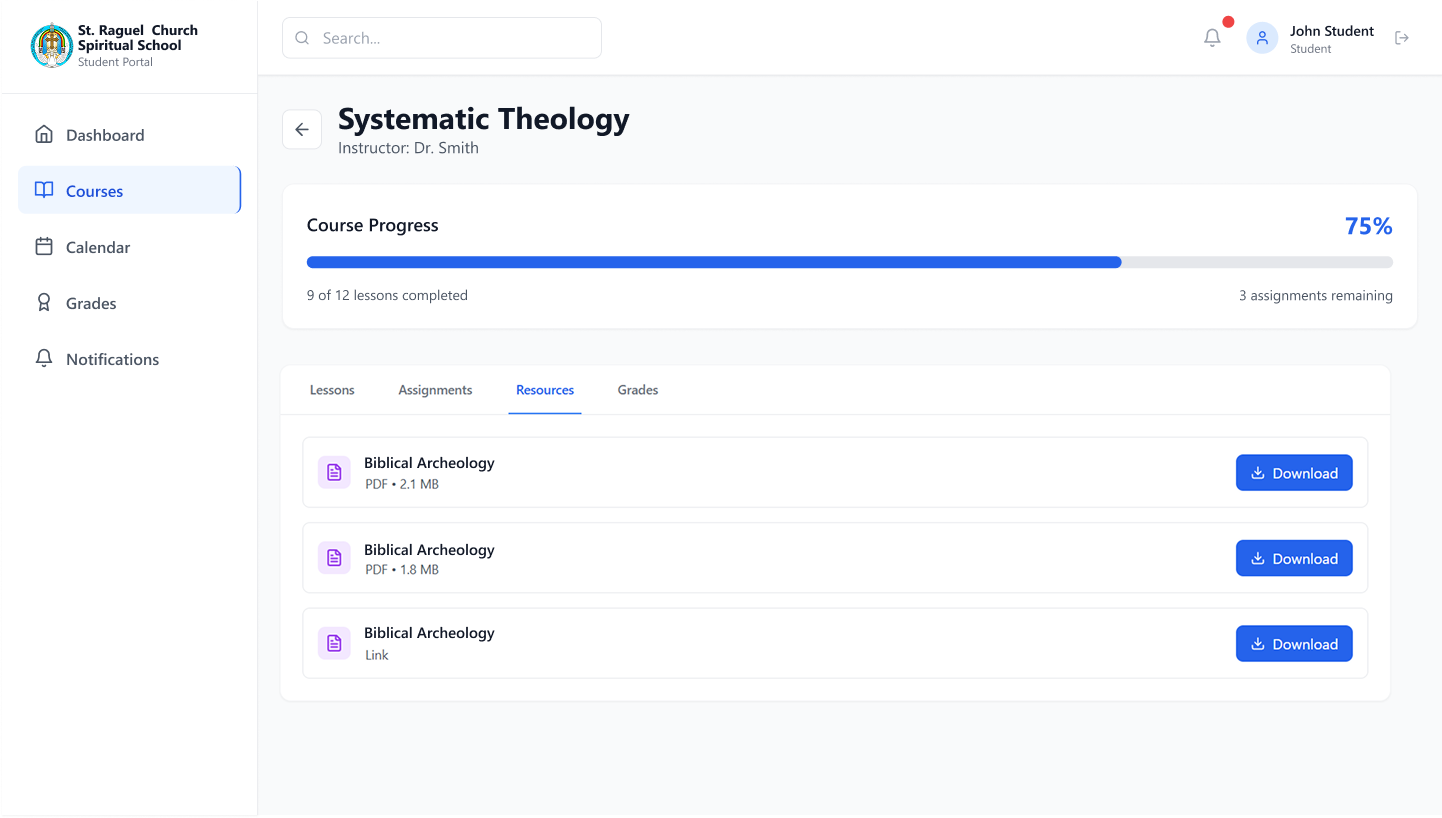 St. Raguel Church
Spiritual School
Student Portal
Search...
John Student
Student
Dashboard
Courses
Calendar
Grades
Notifications
Systematic Theology
Instructor: Dr. Smith
Course Progress
75%
9 of 12 lessons completed
3 assignments remaining
Lessons Assignments Resources Grades
Biblical Archeology
PDF • 2.1 MB
Download
Biblical Archeology
PDF • 1.8 MB
Download
Biblical Archeology
Link
Download